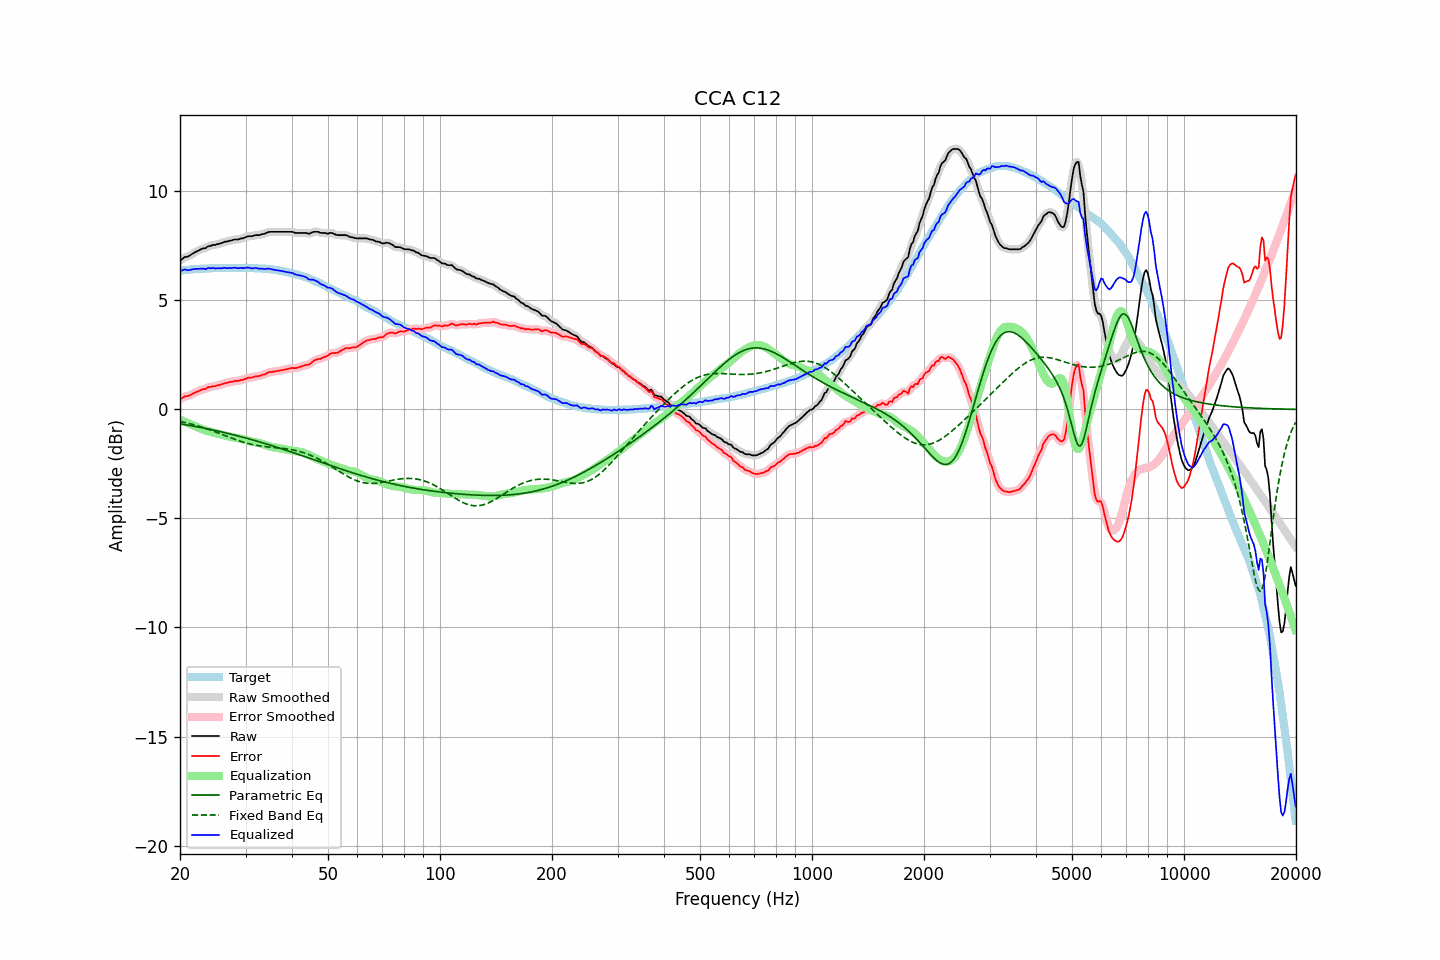 CCA C12
Amplitude (dBr)
10
5
0
−5
−10
−15
−20
Target
Raw Smoothed
Error Smoothed
Raw
Error
Equalization
Parametric Eq
Fixed Band Eq
Equalized
20 50 100 200 500 1000 2000 5000 10000 20000
Frequency (Hz)